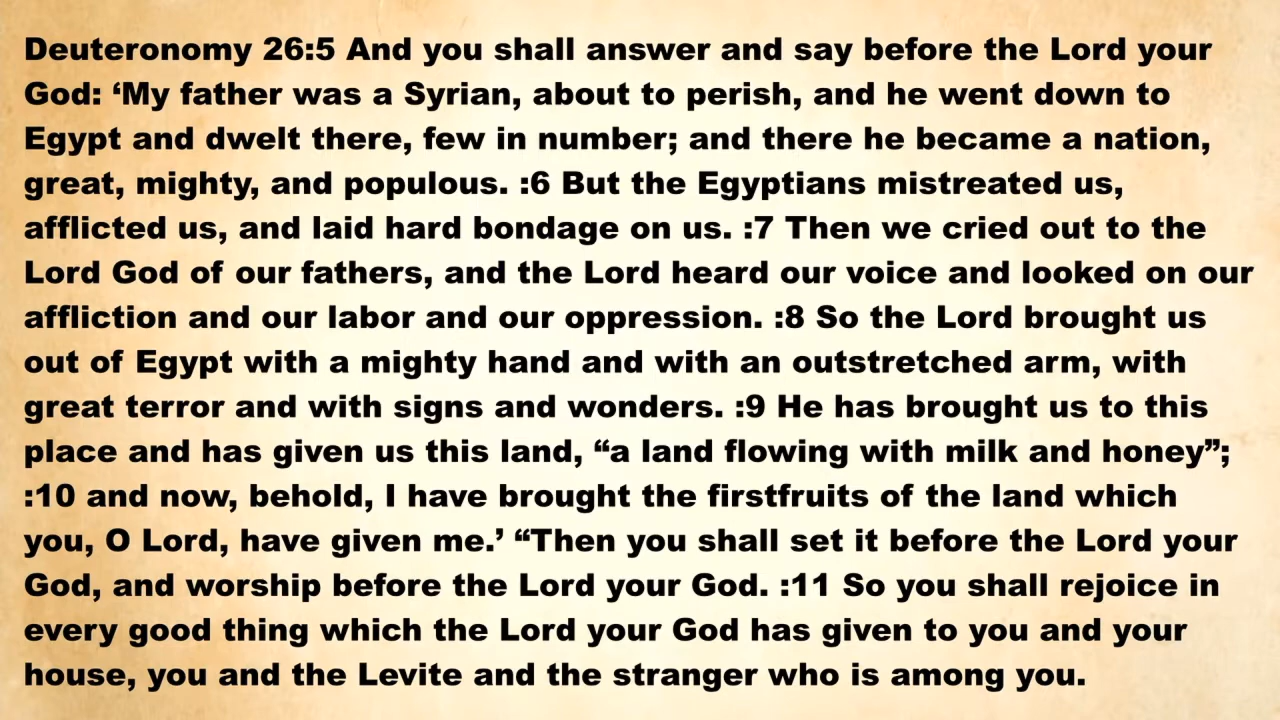 Deuteronomy 26:5 And you shall answer and say before the Lord your
God: ‘My father was a Syrian, about to perish, and he went down to
Egypt and dwelt there, few in number; and there he became a nation,
great, mighty, and populous. :6 But the Egyptians mistreated us,
afflicted us, and laid hard bondage on us. :7 Then we cried out to the
Lord God of our fathers, and the Lord heard our voice and looked on our
affliction and our labor and our oppression. :8 So the Lord brought us
out of Egypt with a mighty hand and with an outstretched arm, with
great terror and with signs and wonders. :9 He has brought us to this
place and has given us this land, “a land flowing with milk and honey”;
:10 and now, behold, I have brought the firstfruits of the land which
you, O Lord, have given me.’ “Then you shall set it before the Lord your
God, and worship before the Lord your God. :11 So you shall rejoice in
every good thing which the Lord your God has given to you and your
house, you and the Levite and the stranger who is among you.